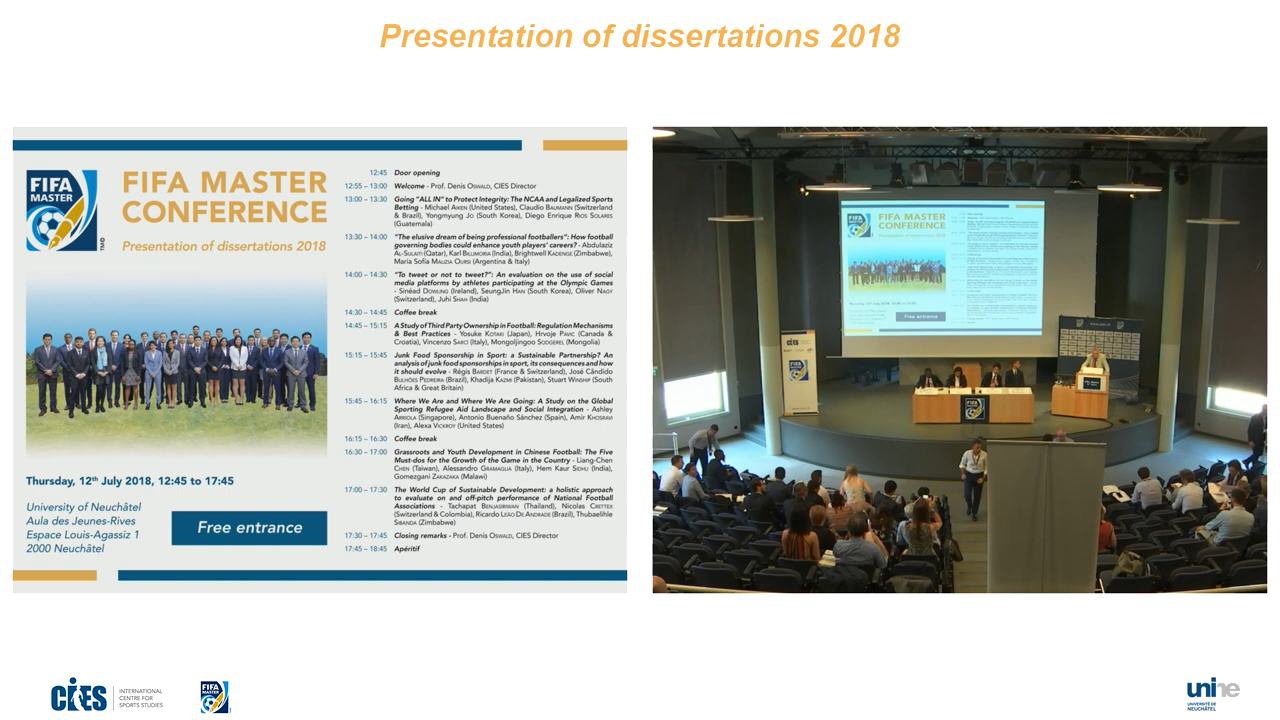 Presentation of dissertations 2018
FIFA
MASTER
TM
FIFA MASTER
CONFERENCE
Presentation of dissertations 2018
Thursday, 12th July 2018, 12:45 to 17:45
University of Neuchâtel
Aula des Jeunes-Rives
Espace Louis-Agassiz 1
2000 Neuchâtel
Free entrance
12:45 Door opening
12:55 – 13:00 Welcome - Prof. Denis OSWALD, CIES Director
13:00 – 13:30 Going "ALL IN" to Protect Integrity: The NCAA and Legalized Sports
Betting - Michael AIKEN (United States), Claudio BAUMANN (Switzerland
& Brazil), Yongmyung JO (South Korea), Diego Enrique RIOS SOLARES
(Guatemala)
13:30 – 14:00 "The elusive dream of being professional footballers": How football
governing bodies could enhance youth players' careers? - Abdulaziz
AL-SULAITI (Qatar), Karl BILLIMORIA (India), Brightwell KADENGE (Zimbabwe),
María Sofía MALIZIA OURSI (Argentina & Italy)
14:00 – 14:30 "To tweet or not to tweet?": An evaluation on the use of social
media platforms by athletes participating at the Olympic Games
- Sinéad DOWLING (Ireland), SeungJin HAN (South Korea), Oliver NAGY
(Switzerland), Juhi SHAH (India)
14:30 – 14:45 Coffee break
14:45 – 15:15 A Study of Third Party Ownership in Football: Regulation Mechanisms
& Best Practices - Yosuke KOTAKI (Japan), Hrvoje PAVIC (Canada &
Croatia), Vincenzo SARCI (Italy), Mongoljingoo SODGEREL (Mongolia)
15:15 – 15:45 Junk Food Sponsorship in Sport: a Sustainable Partnership? An
analysis of junk food sponsorships in sport, its consequences and how
it should evolve - Régis BARDET (France & Switzerland), José Cândido
BULHÕES PEDREIRA (Brazil), Khadija KAZMI (Pakistan), Stuart WINSHIP (South
Africa & Great Britain)
15:45 – 16:15 Where We Are and Where We Are Going: A Study on the Global
Sporting Refugee Aid Landscape and Social Integration - Ashley
ARRIOLA (Singapore), Antonio Buenaño Sánchez (Spain), Amir KHOSRAVI
(Iran), Alexa VICKROY (United States)
16:15 – 16:30 Coffee break
16:30 – 17:00 Grassroots and Youth Development in Chinese Football: The Five
Must-dos for the Growth of the Game in the Country - Liang-Chen
CHEN (Taiwan), Alessandro GRAMAGLIA (Italy), Hem Kaur SIDHU (India),
Gomezgani ZAKAZAKA (Malawi)
17:00 – 17:30 The World Cup of Sustainable Development: a holistic approach
to evaluate on and off-pitch performance of National Football
Associations - Tachapat BENJASIRIWAN (Thailand), Nicolas CRETTEX
(Switzerland & Colombia), Ricardo LEÃO DE ANDRADE (Brazil), Thubaelihle
SIBANDA (Zimbabwe)
17:30 – 17:45 Closing remarks - Prof. Denis OSWALD, CIES Director
17:45 – 18:45 Apéritif
FIFA MASTER
CONFERENCE
Presentation of dissertations 2018
Free entrance
CIES
CIES
INTERNATIONAL
CENTRE FOR
SPORTS STUDIES
FIFA
MASTER
unine
UNIVERSITÉ DE
NEUCHÂTEL